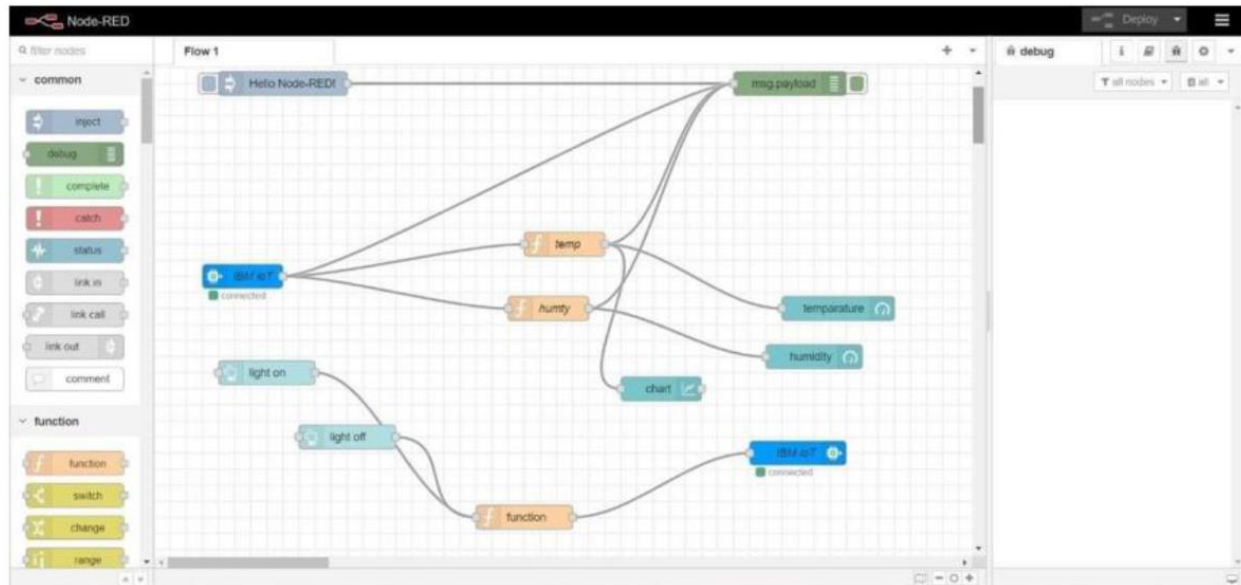 Node-RED
Deploy
filter nodes
Flow 1
debug
all nodes
all
common
inject
debug
complete
catch
status
link in
link call
link out
comment
function
function
switch
change
range
Hello Node-RED!
msg.payload
temp
IBM IoT
connected
humty
temparature
humidity
light on
chart
light off
IBM IoT
connected
function